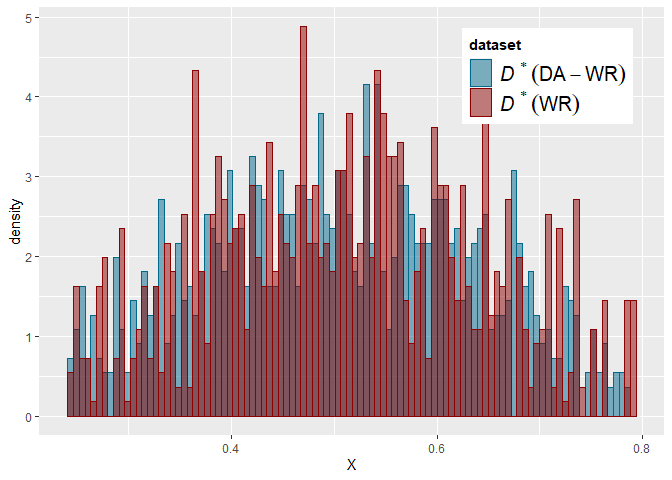 dataset
D * (DA − WR)
D * (WR)
5
4
3
2
1
0
density
0.4
0.6
0.8
X